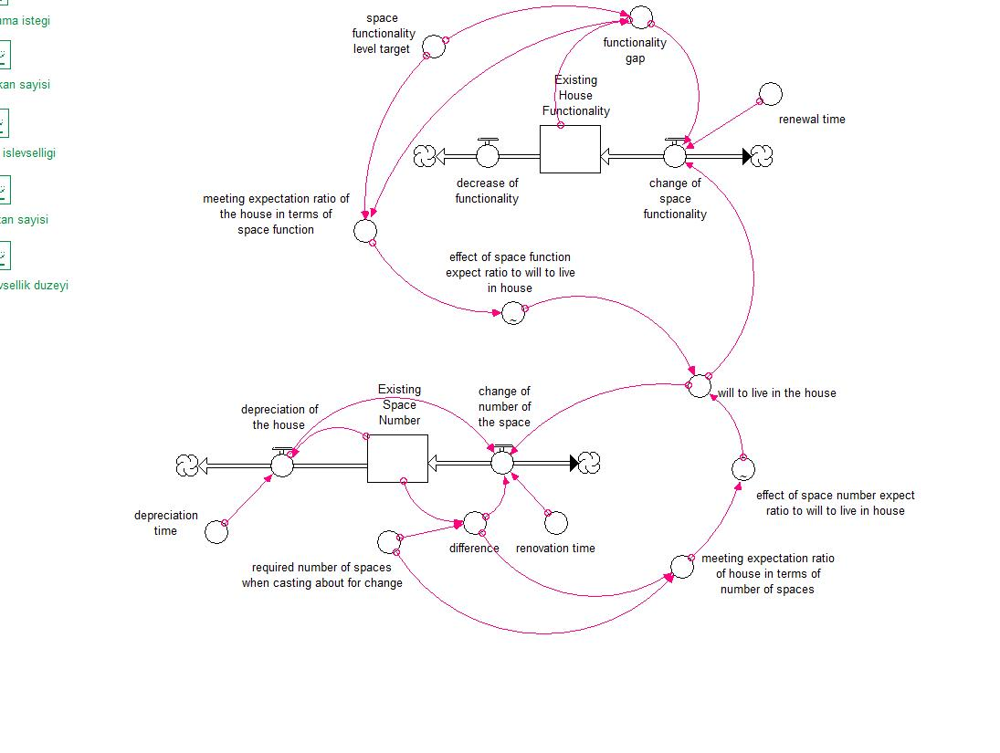 space
functionality
level target
functionality
gap
Existing
House
Functionality
renewal time
decrease of
functionality
change of
space
functionality
meeting expectation ratio of
the house in terms of
space function
effect of space function
expect ratio to will to live
in house
will to live in the house
Existing
Space
Number
change of
number of
the space
depreciation of
the house
depreciation
time
difference
renovation time
required number of spaces
when casting about for change
effect of space number expect
ratio to will to live in house
meeting expectation ratio
of house in terms of
number of spaces
istegi
sayisi
islevselligi
sayisi
duzeyi